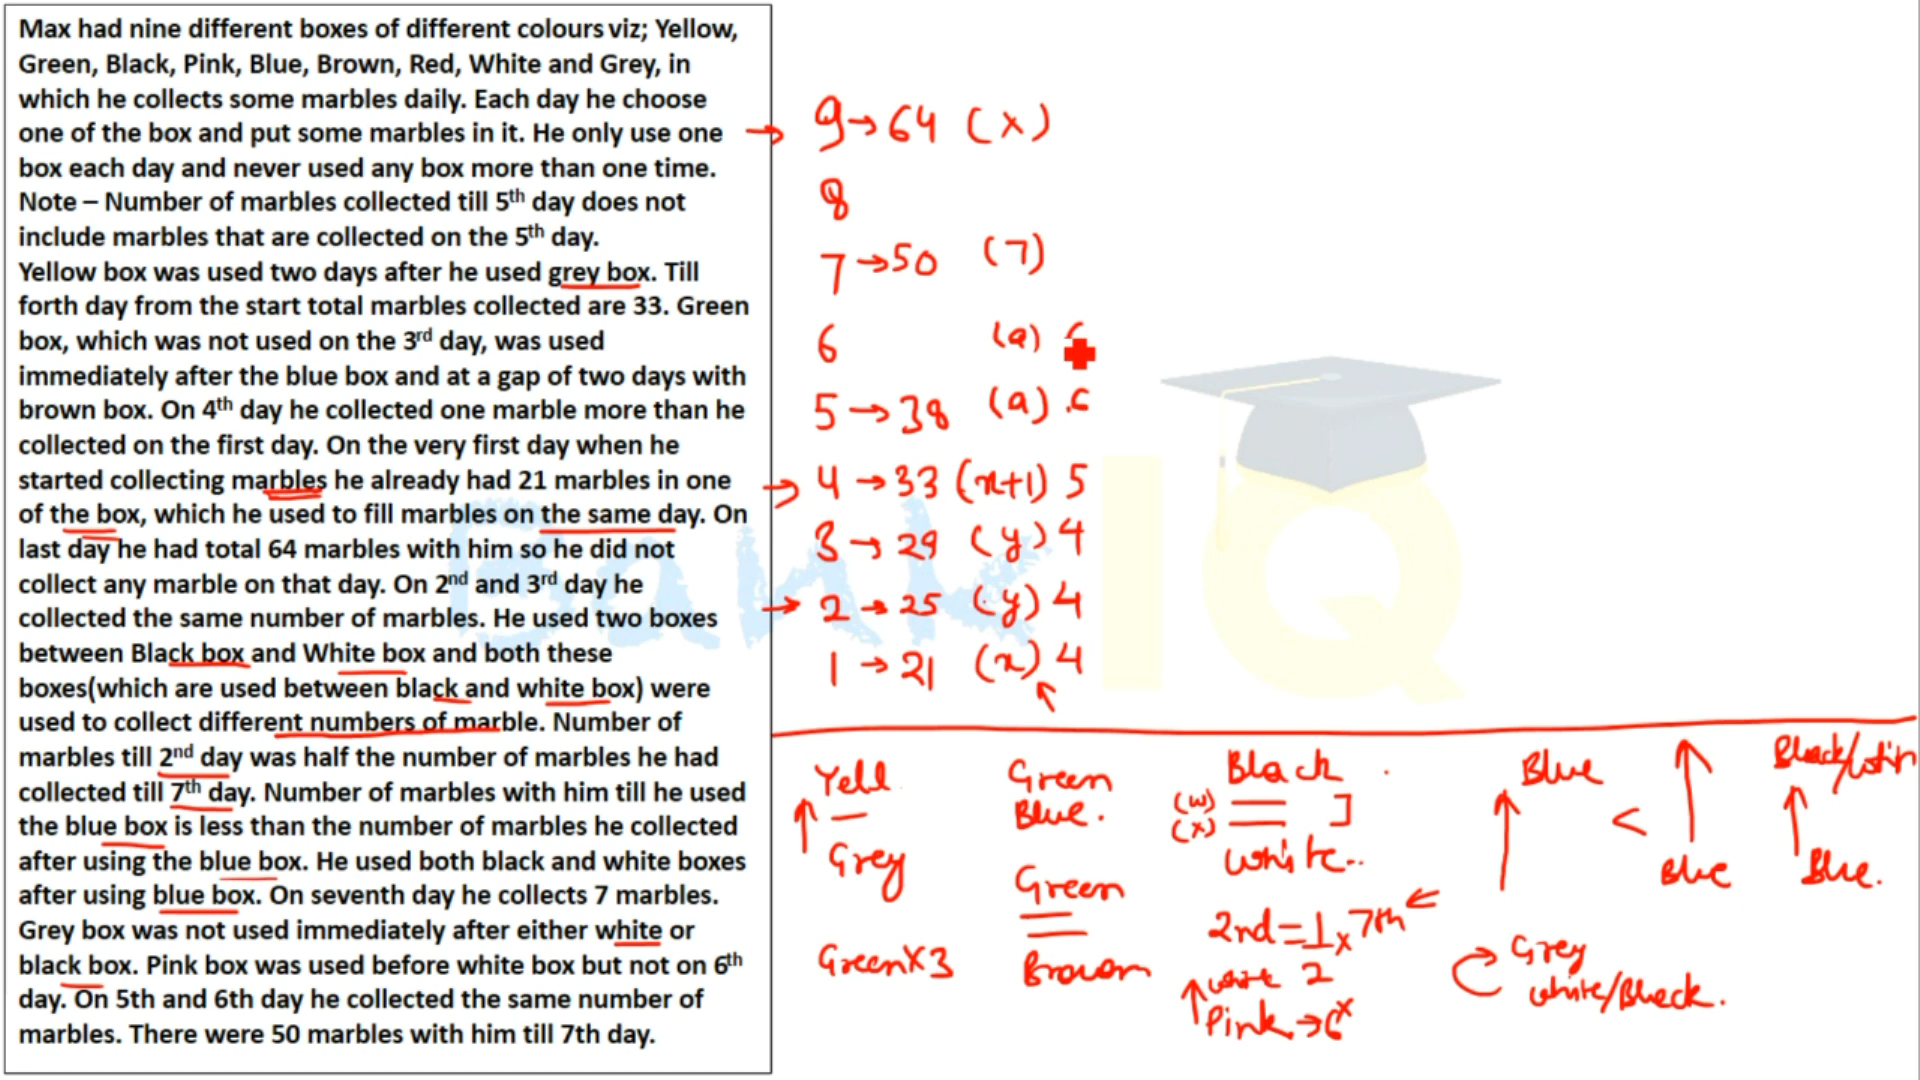 Max had nine different boxes of different colours viz; Yellow,
Green, Black, Pink, Blue, Brown, Red, White and Grey, in
which he collects some marbles daily. Each day he choose
one of the box and put some marbles in it. He only use one
box each day and never used any box more than one time.
Note – Number of marbles collected till 5th day does not
include marbles that are collected on the 5th day.
Yellow box was used two days after he used grey box. Till
forth day from the start total marbles collected are 33. Green
box, which was not used on the 3rd day, was used
immediately after the blue box and at a gap of two days with
brown box. On 4th day he collected one marble more than he
collected on the first day. On the very first day when he
started collecting marbles he already had 21 marbles in one
of the box, which he used to fill marbles on the same day. On
last day he had total 64 marbles with him so he did not
collect any marble on that day. On 2nd and 3rd day he
collected the same number of marbles. He used two boxes
between Black box and White box and both these
boxes(which are used between black and white box) were
used to collect different numbers of marble. Number of
marbles till 2nd day was half the number of marbles he had
collected till 7th day. Number of marbles with him till he used
the blue box is less than the number of marbles he collected
after using the blue box. He used both black and white boxes
after using blue box. On seventh day he collects 7 marbles.
Grey box was not used immediately after either white or
black box. Pink box was used before white box but not on 6th
day. On 5th and 6th day he collected the same number of
marbles. There were 50 marbles with him till 7th day.
9→64 (x)
8
7→50 (7)
6 (a) 6
5→38 (a) 6
4→33 (x+1) 5
3→29 (y) 4
2→25 (y) 4
1→21 (x) 4
BankIQ
Yell
Grey
Green X 3
Green
Blue.
Green
Brown
Black
(w)
(x)
White..
2nd = 1 x 7th
2
White
Pink → 6x
Blue
<
Blue
Black/
Blue.
Grey
White/Black.